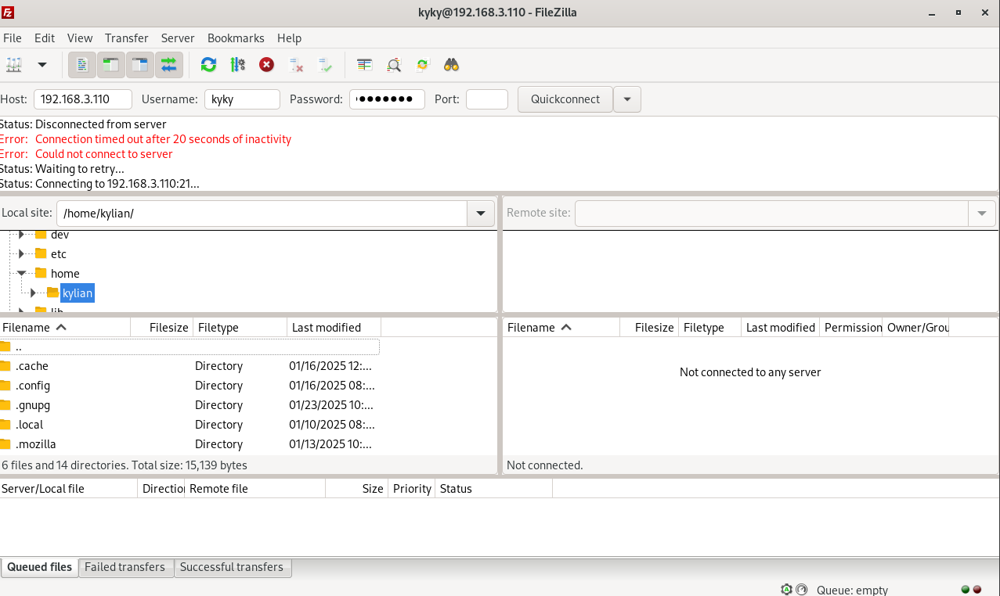 kyky@192.168.3.110 - FileZilla
File Edit View Transfer Server Bookmarks Help
Host: 192.168.3.110 Username: kyky Password: ●●●●●●● Port: Quickconnect
Status: Disconnected from server
Error: Connection timed out after 20 seconds of inactivity
Error: Could not connect to server
Status: Waiting to retry...
Status: Connecting to 192.168.3.110:21...
Local site: /home/kylian/ Remote site:
dev
etc
home
kylian
lib
Filename Filesize Filetype Last modified Filename Filesize Filetype Last modified Permission Owner/Grou
..
.cache Directory 01/16/2025 12:...
Not connected to any server
.config Directory 01/16/2025 08:...
.gnupg Directory 01/23/2025 10:...
.local Directory 01/10/2025 08:...
.mozilla Directory 01/13/2025 10:...
6 files and 14 directories. Total size: 15,139 bytes Not connected.
Server/Local file Direction Remote file Size Priority Status
Queued files Failed transfers Successful transfers
Queue: empty